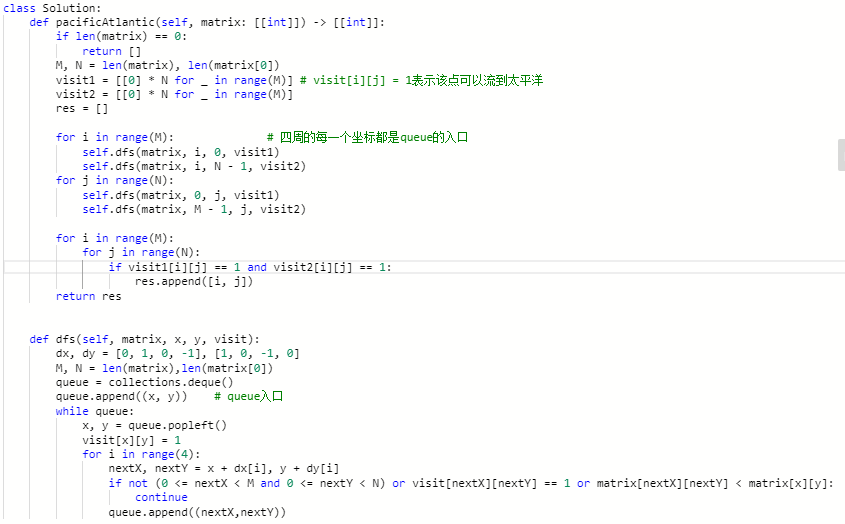 class Solution:
    def pacificAtlantic(self, matrix: [[int]]) -> [[int]]:
        if len(matrix) == 0:
            return []
        M, N = len(matrix), len(matrix[0])
        visit1 = [[0] * N for _ in range(M)] # visit[i][j] = 1表示该点可以流到太平洋
        visit2 = [[0] * N for _ in range(M)]
        res = []
        for i in range(M):              # 四周的每一个坐标都是queue的入口
            self.dfs(matrix, i, 0, visit1)
            self.dfs(matrix, i, N - 1, visit2)
        for j in range(N):
            self.dfs(matrix, 0, j, visit1)
            self.dfs(matrix, M - 1, j, visit2)
        for i in range(M):
            for j in range(N):
                if visit1[i][j] == 1 and visit2[i][j] == 1:
                    res.append([i, j])
        return res
    def dfs(self, matrix, x, y, visit):
        dx, dy = [0, 1, 0, -1], [1, 0, -1, 0]
        M, N = len(matrix),len(matrix[0])
        queue = collections.deque()
        queue.append((x, y))    # queue入口
        while queue:
            x, y = queue.popleft()
            visit[x][y] = 1
            for i in range(4):
                nextX, nextY = x + dx[i], y + dy[i]
                if not (0 <= nextX < M and 0 <= nextY < N) or visit[nextX][nextY] == 1 or matrix[nextX][nextY] < matrix[x][y]:
                    continue
                queue.append((nextX,nextY))